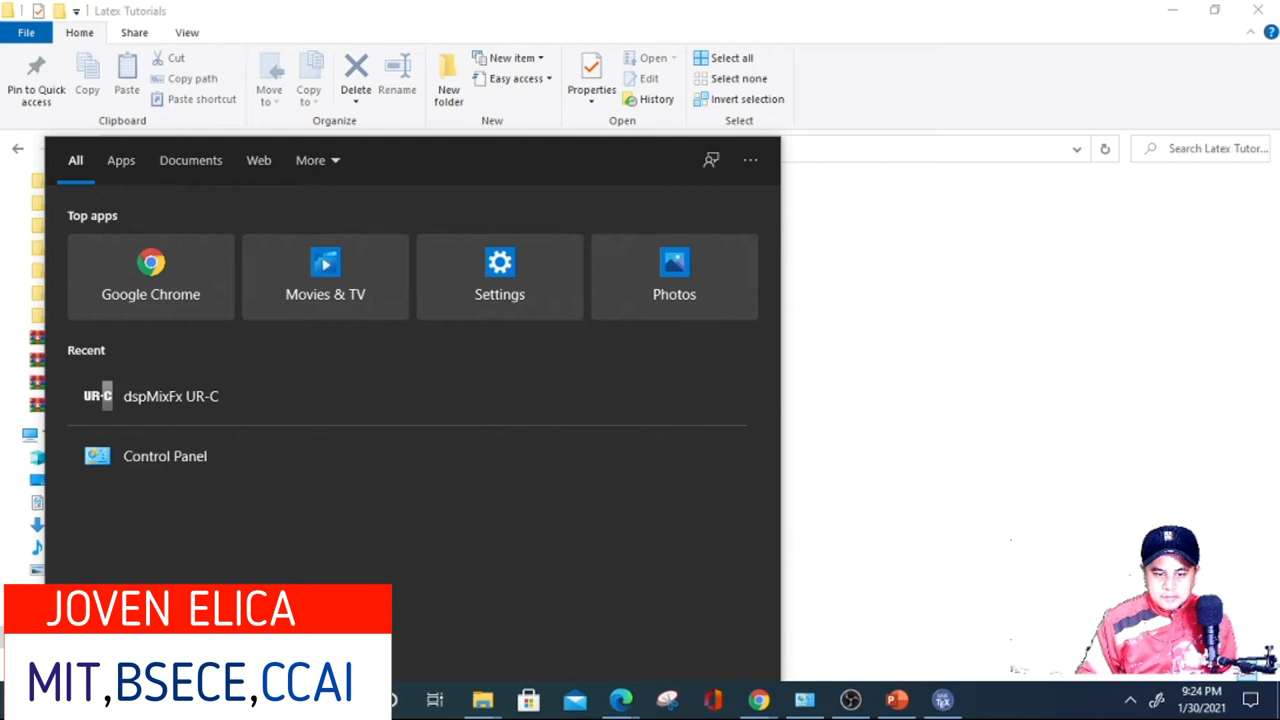 Latex Tutorials
File Home Share View
Pin to Quick access
Copy
Paste
Cut
Copy path
Paste shortcut
Clipboard
Move to
Copy to
Delete
Rename
Organize
New folder
New item
Easy access
New
Properties
Open
Edit
History
Open
Select all
Select none
Invert selection
Select
Search Latex Tutor...
All Apps Documents Web More
Top apps
Google Chrome
Movies & TV
Settings
Photos
Recent
UR-C dspMixFx UR-C
Control Panel
JOVEN ELICA
MIT,BSECE,CCAI
9:24 PM
1/30/2021